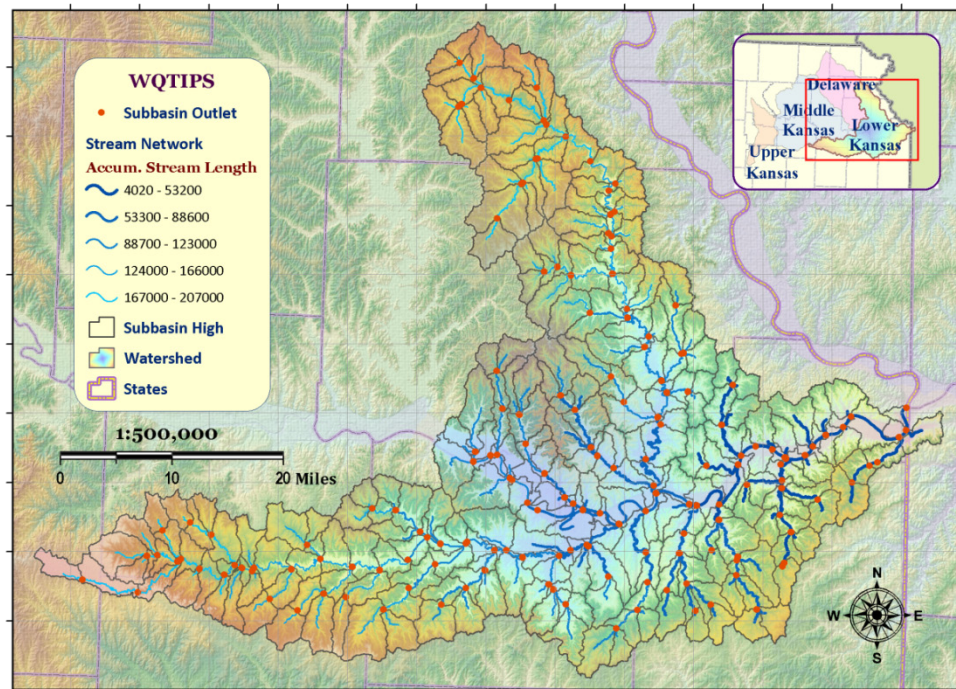 WQTIPS
Subbasin Outlet
Stream Network
Accum. Stream Length
4020 - 53200
53300 - 88600
88700 - 123000
124000 - 166000
167000 - 207000
Subbasin High
Watershed
States
1:500,000
0 10 20 Miles
Delaware
Middle
Kansas
Lower
Kansas
Upper
Kansas
N
W E
S